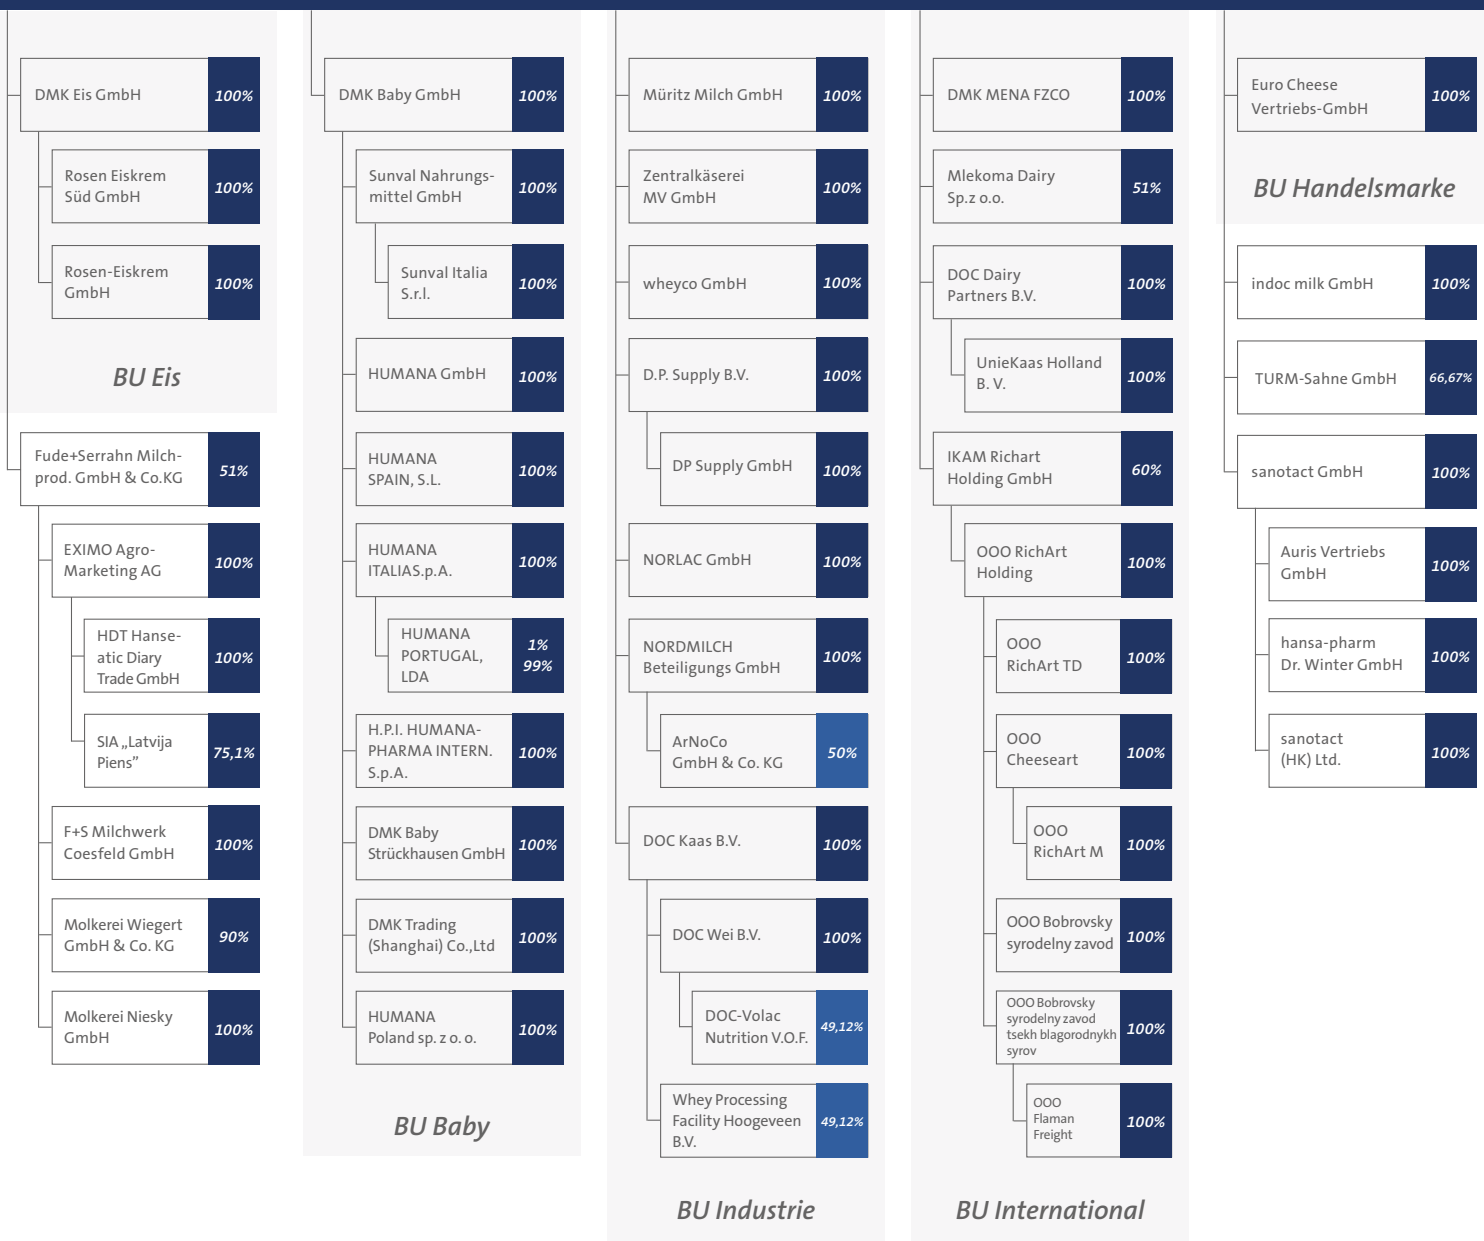 DMK Eis GmbH
100%
Rosen Eiskrem
Süd GmbH
100%
Rosen-Eiskrem
GmbH
100%
BU Eis
Fude+Serrahn Milch-
prod. GmbH & Co.KG
51%
EXIMO Agro-
Marketing AG
100%
HDT Hanse-
atic Diary
Trade GmbH
100%
SIA „Latvija
Piens”
75,1%
F+S Milchwerk
Coesfeld GmbH
100%
Molkerei Wiegert
GmbH & Co. KG
90%
Molkerei Niesky
GmbH
100%
DMK Baby GmbH
100%
Sunval Nahrungs-
mittel GmbH
100%
Sunval Italia
S.r.l.
100%
HUMANA GmbH
100%
HUMANA
SPAIN, S.L.
100%
HUMANA
ITALIAS.p.A.
100%
HUMANA
PORTUGAL,
LDA
1%
99%
H.P.I. HUMANA-
PHARMA INTERN.
S.p.A.
100%
DMK Baby
Strückhausen GmbH
100%
DMK Trading
(Shanghai) Co.,Ltd
100%
HUMANA
Poland sp. z o. o.
100%
BU Baby
Müritz Milch GmbH
100%
Zentralkäserei
MV GmbH
100%
wheyco GmbH
100%
D.P. Supply B.V.
100%
DP Supply GmbH
100%
NORLAC GmbH
100%
NORDMILCH
Beteiligungs GmbH
100%
ArNoCo
GmbH & Co. KG
50%
DOC Kaas B.V.
100%
DOC Wei B.V.
100%
DOC-Volac
Nutrition V.O.F.
49,12%
Whey Processing
Facility Hoogeveen
B.V.
49,12%
BU Industrie
DMK MENA FZCO
100%
Mlekoma Dairy
Sp.z o.o.
51%
DOC Dairy
Partners B.V.
100%
UnieKaas Holland
B. V.
100%
IKAM Richart
Holding GmbH
60%
OOO RichArt
Holding
100%
OOO
RichArt TD
100%
OOO
Cheeseart
100%
OOO
RichArt M
100%
OOO Bobrovsky
syrodelny zavod
100%
OOO Bobrovsky
syrodelny zavod
tsekh blagorodnykh
syrov
100%
OOO
Flaman
Freight
100%
BU International
Euro Cheese
Vertriebs-GmbH
100%
BU Handelsmarke
indoc milk GmbH
100%
TURM-Sahne GmbH
66,67%
sanotact GmbH
100%
Auris Vertriebs
GmbH
100%
hansa-pharm
Dr. Winter GmbH
100%
sanotact
(HK) Ltd.
100%